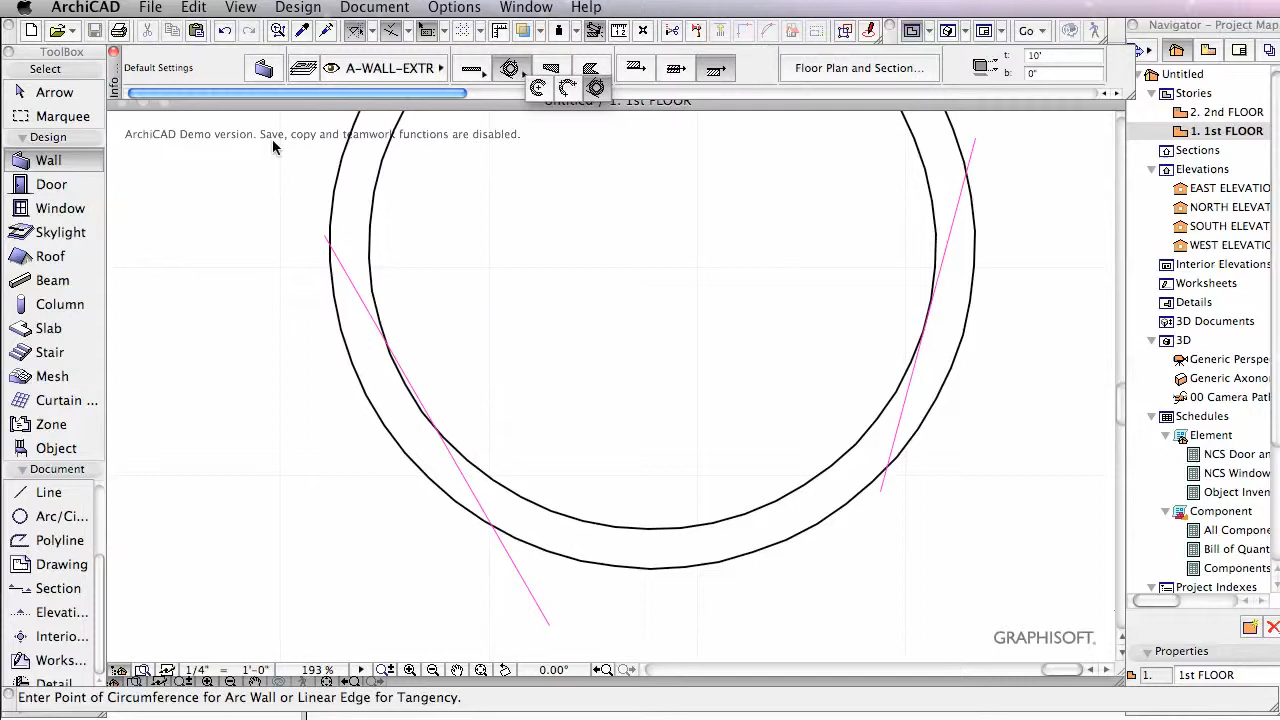 ArchiCAD File Edit View Design Document Options Window Help
ToolBox
Navigator - Project Map
Select
Default Settings
A-WALL-EXTR
Floor Plan and Section...
t: 10'
b: 0"
Go
Arrow
Marquee
Design
Wall
Door
Window
Skylight
Roof
Beam
Column
Slab
Stair
Mesh
Curtain ...
Zone
Object
Document
Line
Arc/Ci...
Polyline
Drawing
Section
Elevati...
Interio...
Works...
Detail
1st FLOOR
ArchiCAD Demo version. Save, copy and teamwork functions are disabled.
GRAPHISOFT.
Untitled
Stories
2. 2nd FLOOR
1. 1st FLOOR
Sections
Elevations
EAST ELEVATIO
NORTH ELEVAT
SOUTH ELEVATI
WEST ELEVATIO
Interior Elevations
Worksheets
Details
3D Documents
3D
Generic Perspe
Generic Axono
00 Camera Path
Schedules
Element
NCS Door an
NCS Window
Object Inven
Component
All Compone
Bill of Quant
Components
Project Indexes
Properties
1. 1st FLOOR
1/4" = 1'-0" 193 % 0.00°
Enter Point of Circumference for Arc Wall or Linear Edge for Tangency.